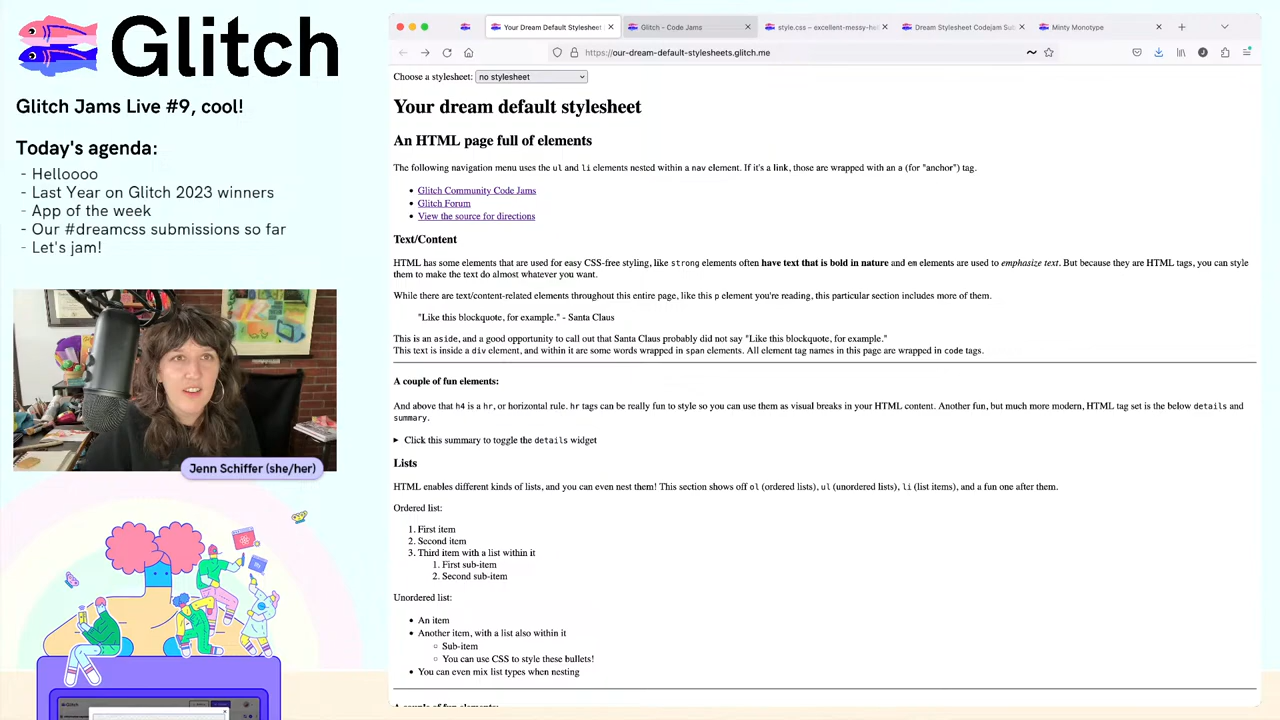 Glitch
Glitch Jams Live #9, cool!
Today's agenda:
- Helloooo
- Last Year on Glitch 2023 winners
- App of the week
- Our #dreamcss submissions so far
- Let's jam!
Jenn Schiffer (she/her)
Your Dream Default Stylesheet
Glitch - Code Jams
style.css – excellent-messy-hal
Dream Stylesheet Codejam Sub
Minty Monotype
https://our-dream-default-stylesheets.glitch.me
Choose a stylesheet: no stylesheet
Your dream default stylesheet
An HTML page full of elements
The following navigation menu uses the ul and li elements nested within a nav element. If it's a link, those are wrapped with an a (for "anchor") tag.
• Glitch Community Code Jams
• Glitch Forum
• View the source for directions
Text/Content
HTML has some elements that are used for easy CSS-free styling, like strong elements often have text that is bold in nature and em elements are used to emphasize text. But because they are HTML tags, you can style
them to make the text do almost whatever you want.
While there are text/content-related elements throughout this entire page, like this p element you're reading, this particular section includes more of them.
"Like this blockquote, for example." - Santa Claus
This is an aside, and a good opportunity to call out that Santa Claus probably did not say "Like this blockquote, for example."
This text is inside a div element, and within it are some words wrapped in span elements. All element tag names in this page are wrapped in code tags.
A couple of fun elements:
And above that h4 is a hr, or horizontal rule. hr tags can be really fun to style so you can use them as visual breaks in your HTML content. Another fun, but much more modern, HTML tag set is the below details and
summary.
Click this summary to toggle the details widget
Lists
HTML enables different kinds of lists, and you can even nest them! This section shows off ol (ordered lists), ul (unordered lists), li (list items), and a fun one after them.
Ordered list:
1. First item
2. Second item
3. Third item with a list within it
1. First sub-item
2. Second sub-item
Unordered list:
• An item
• Another item, with a list also within it
○ Sub-item
○ You can use CSS to style these bullets!
• You can even mix list types when nesting
A couple of fun elements: